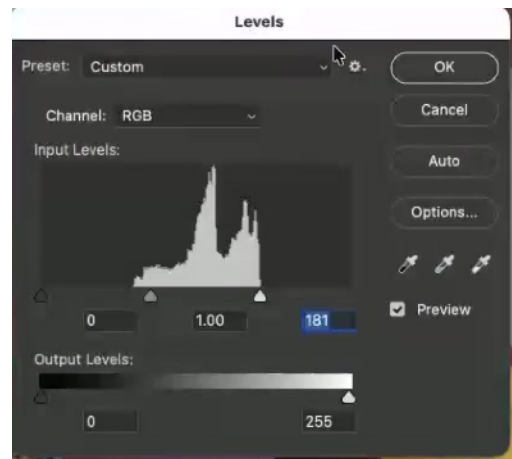 Levels
Preset: Custom
OK
Channel: RGB
Cancel
Input Levels:
Auto
Options...
Preview
0 1.00 181
Output Levels:
0 255